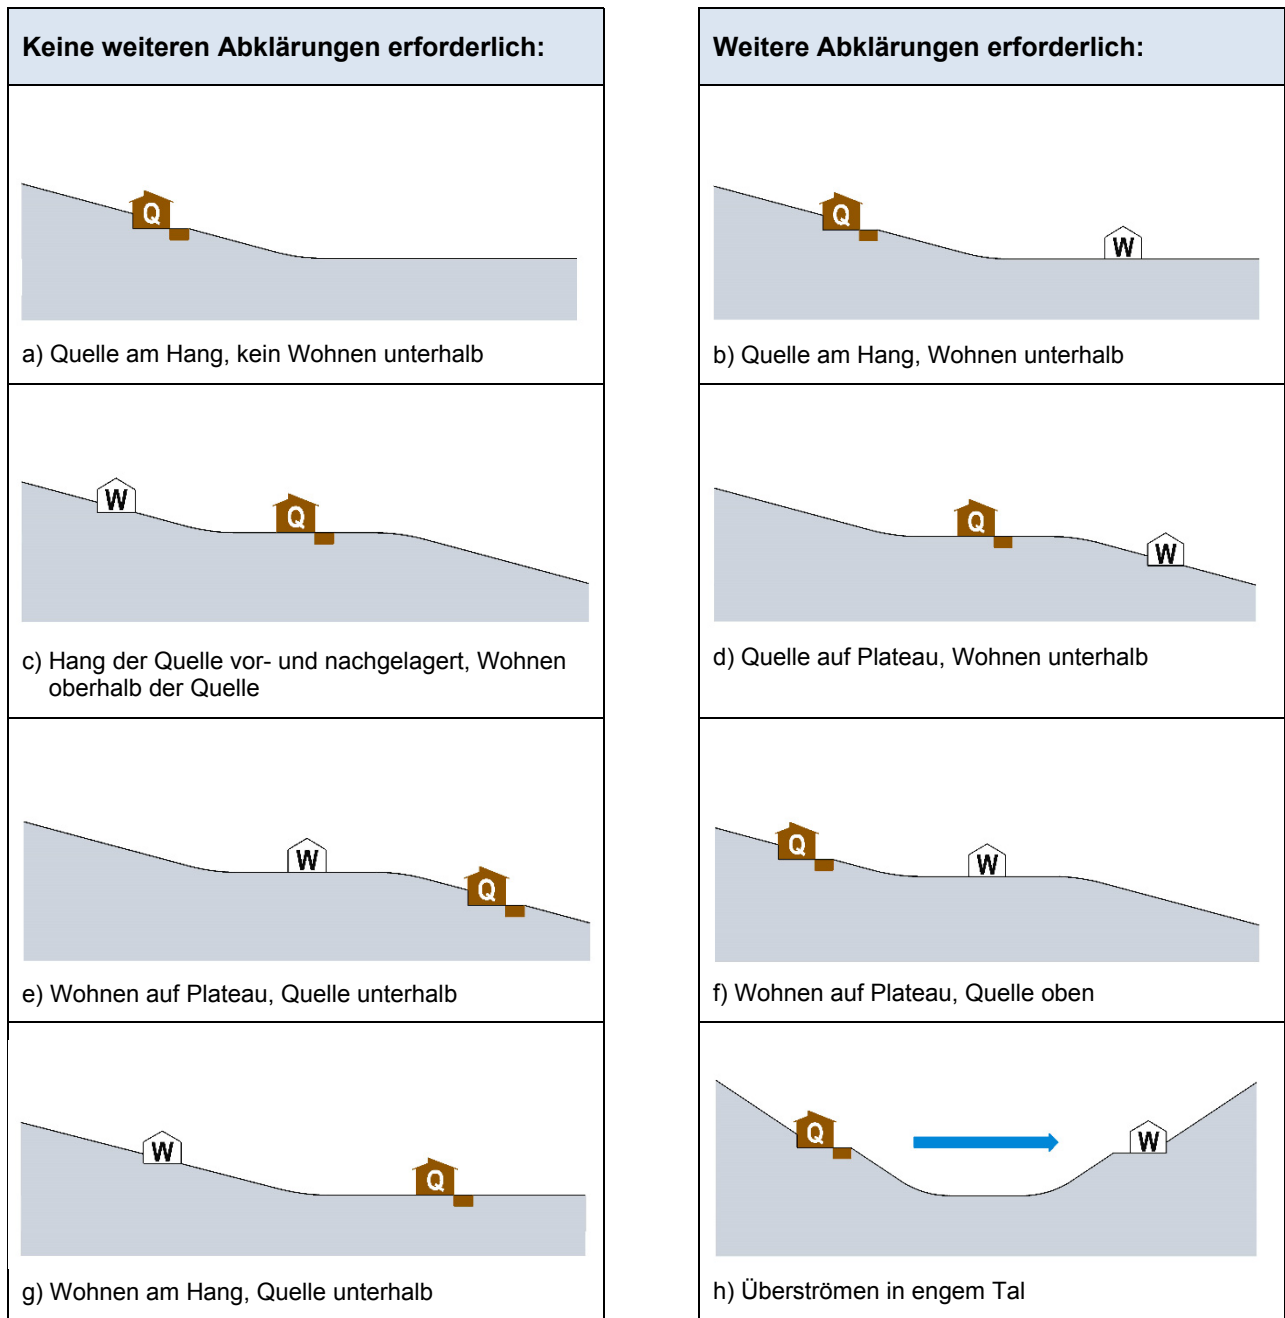 Keine weiteren Abklärungen erforderlich:
Weitere Abklärungen erforderlich:
Q
a) Quelle am Hang, kein Wohnen unterhalb
Q
W
b) Quelle am Hang, Wohnen unterhalb
W
Q
c) Hang der Quelle vor- und nachgelagert, Wohnen
oberhalb der Quelle
Q
W
d) Quelle auf Plateau, Wohnen unterhalb
W
Q
e) Wohnen auf Plateau, Quelle unterhalb
Q
W
f) Wohnen auf Plateau, Quelle oben
W
Q
g) Wohnen am Hang, Quelle unterhalb
Q
W
h) Überströmen in engem Tal